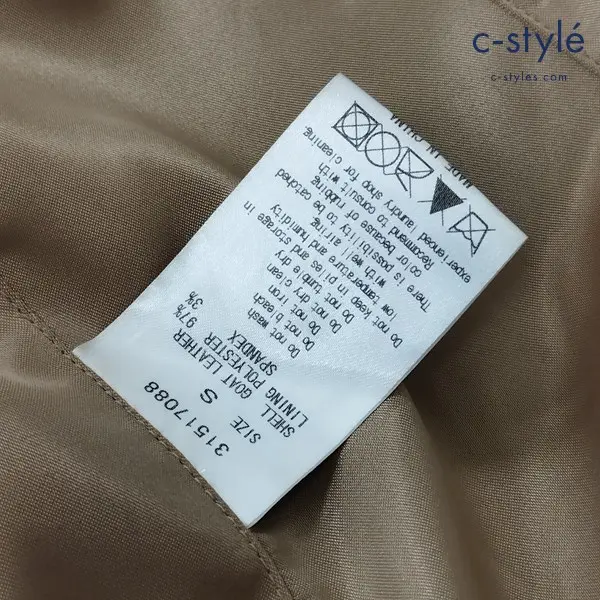 c-stylé
c-styles.com
31517088
SIZE S
SHELL GOAT LEATHER
LINING POLYESTER 97%
SPANDEX 3%
Do not wash
Do not bleach
Do not iron
Do not dry clean
Do not tumble dry
Do not keep in piles and storage in
low temperature and humidity
with well airing.
There is possibility to be catched
color because of rubbing.
Recommend to consult with
experienced laundry shop for cleaning.
MADE IN CHINA